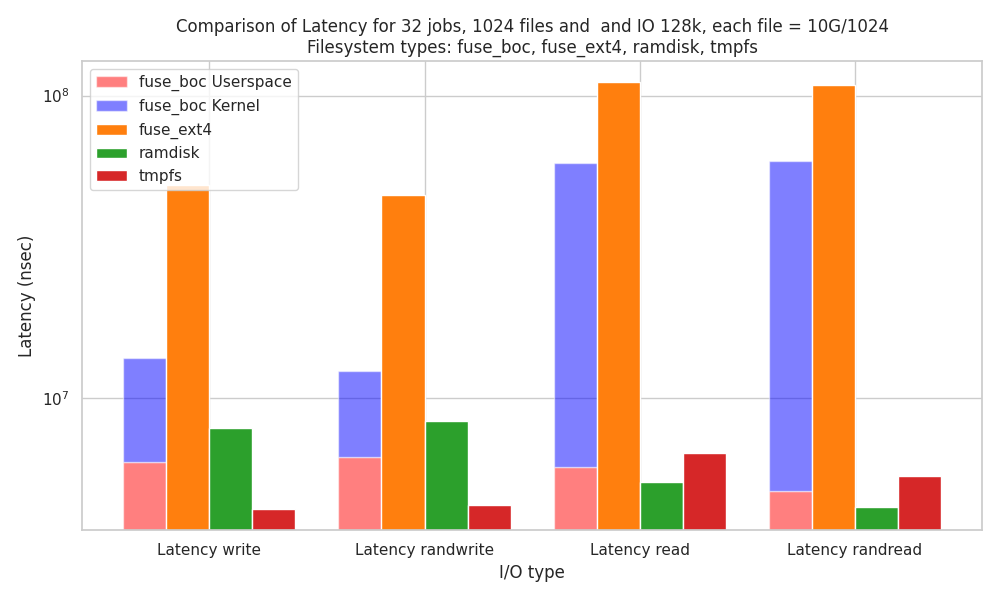 Comparison of Latency for 32 jobs, 1024 files and  and IO 128k, each file = 10G/1024
Filesystem types: fuse_boc, fuse_ext4, ramdisk, tmpfs
fuse_boc Userspace
fuse_boc Kernel
fuse_ext4
ramdisk
tmpfs
10⁸
10⁷
Latency (nsec)
Latency write
Latency randwrite
Latency read
Latency randread
I/O type